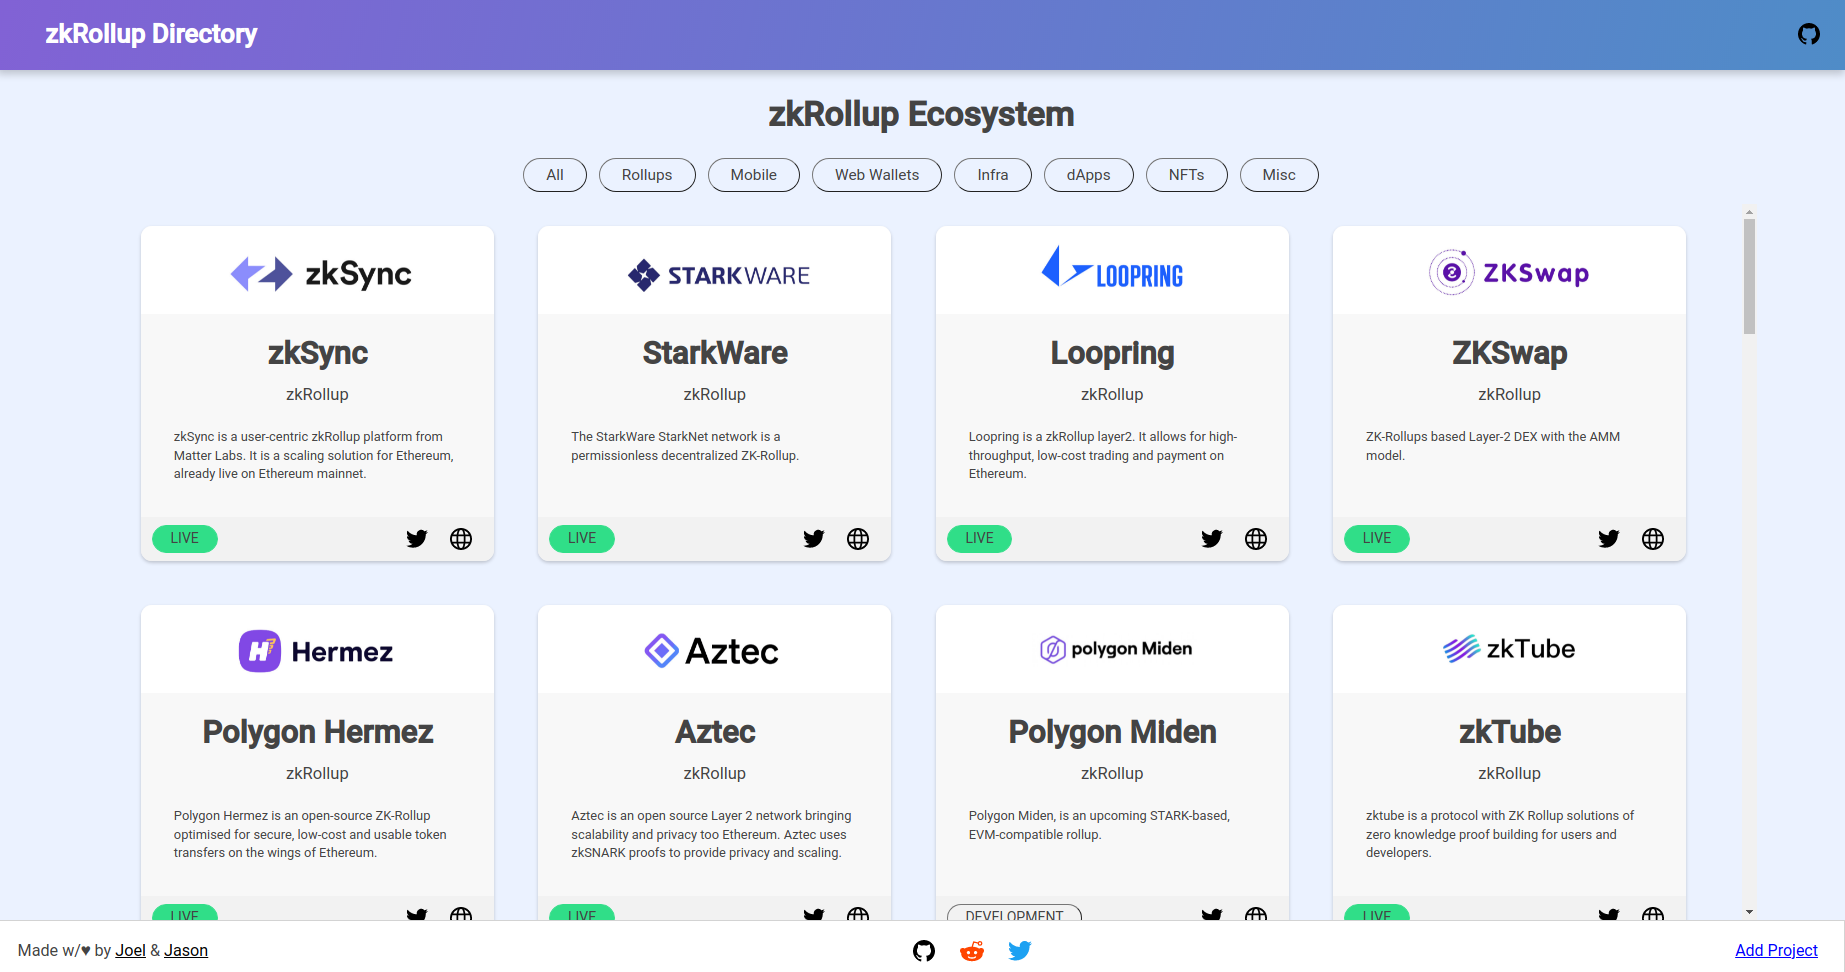 zkRollup Directory
zkRollup Ecosystem
All
Rollups
Mobile
Web Wallets
Infra
dApps
NFTs
Misc
zkSync
STARKWARE
LOOPRING
ZKSwap
zkSync
zkRollup
zkSync is a user-centric zkRollup platform from
Matter Labs. It is a scaling solution for Ethereum,
already live on Ethereum mainnet.
LIVE
StarkWare
zkRollup
The StarkWare StarkNet network is a
permissionless decentralized ZK-Rollup.
LIVE
Loopring
zkRollup
Loopring is a zkRollup layer2. It allows for high-
throughput, low-cost trading and payment on
Ethereum.
LIVE
ZKSwap
zkRollup
ZK-Rollups based Layer-2 DEX with the AMM
model.
LIVE
Hermez
Aztec
polygon Miden
zkTube
Polygon Hermez
zkRollup
Polygon Hermez is an open-source ZK-Rollup
optimised for secure, low-cost and usable token
transfers on the wings of Ethereum.
LIVE
Aztec
zkRollup
Aztec is an open source Layer 2 network bringing
scalability and privacy too Ethereum. Aztec uses
zkSNARK proofs to provide privacy and scaling.
LIVE
Polygon Miden
zkRollup
Polygon Miden, is an upcoming STARK-based,
EVM-compatible rollup.
DEVELOPMENT
zkTube
zkRollup
zktube is a protocol with ZK Rollup solutions of
zero knowledge proof building for users and
developers.
LIVE
Made w/♥ by Joel & Jason
Add Project